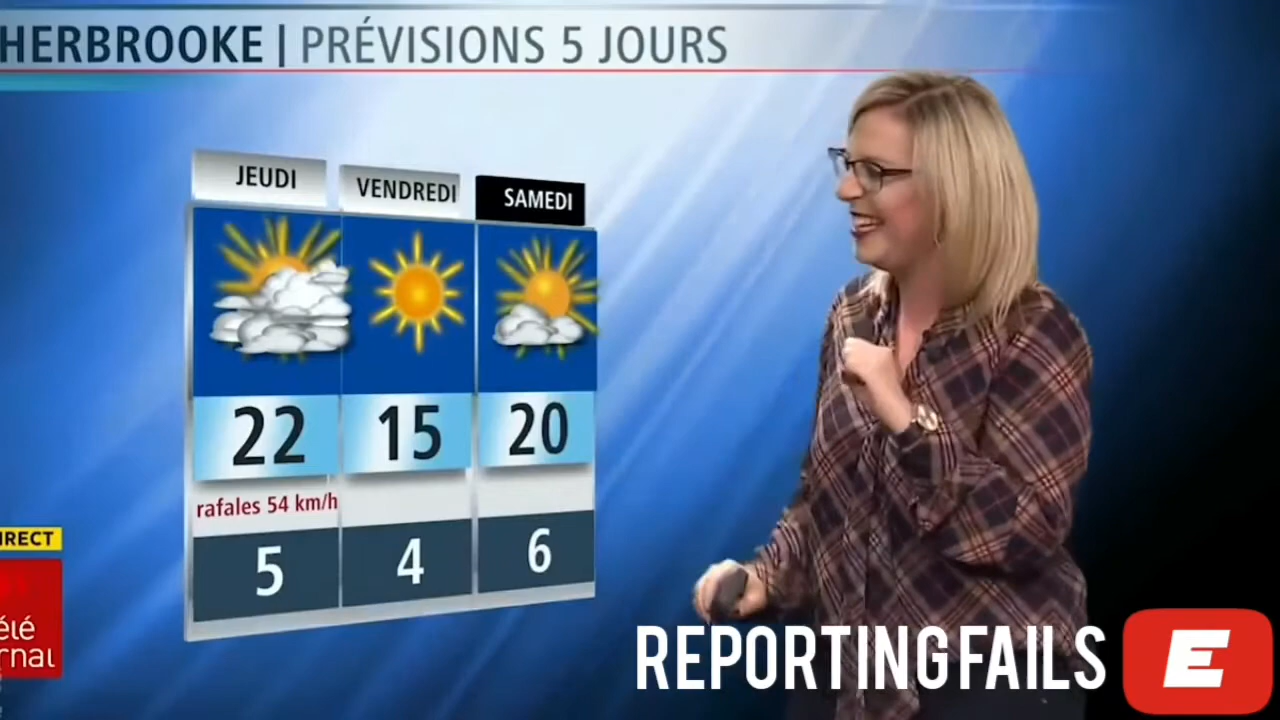 HERBROOKE | PRÉVISIONS 5 JOURS
JEUDI VENDREDI SAMEDI
22 15 20
rafales 54 km/h
5 4 6
IRECT
élé
rnal
REPORTING FAILS E